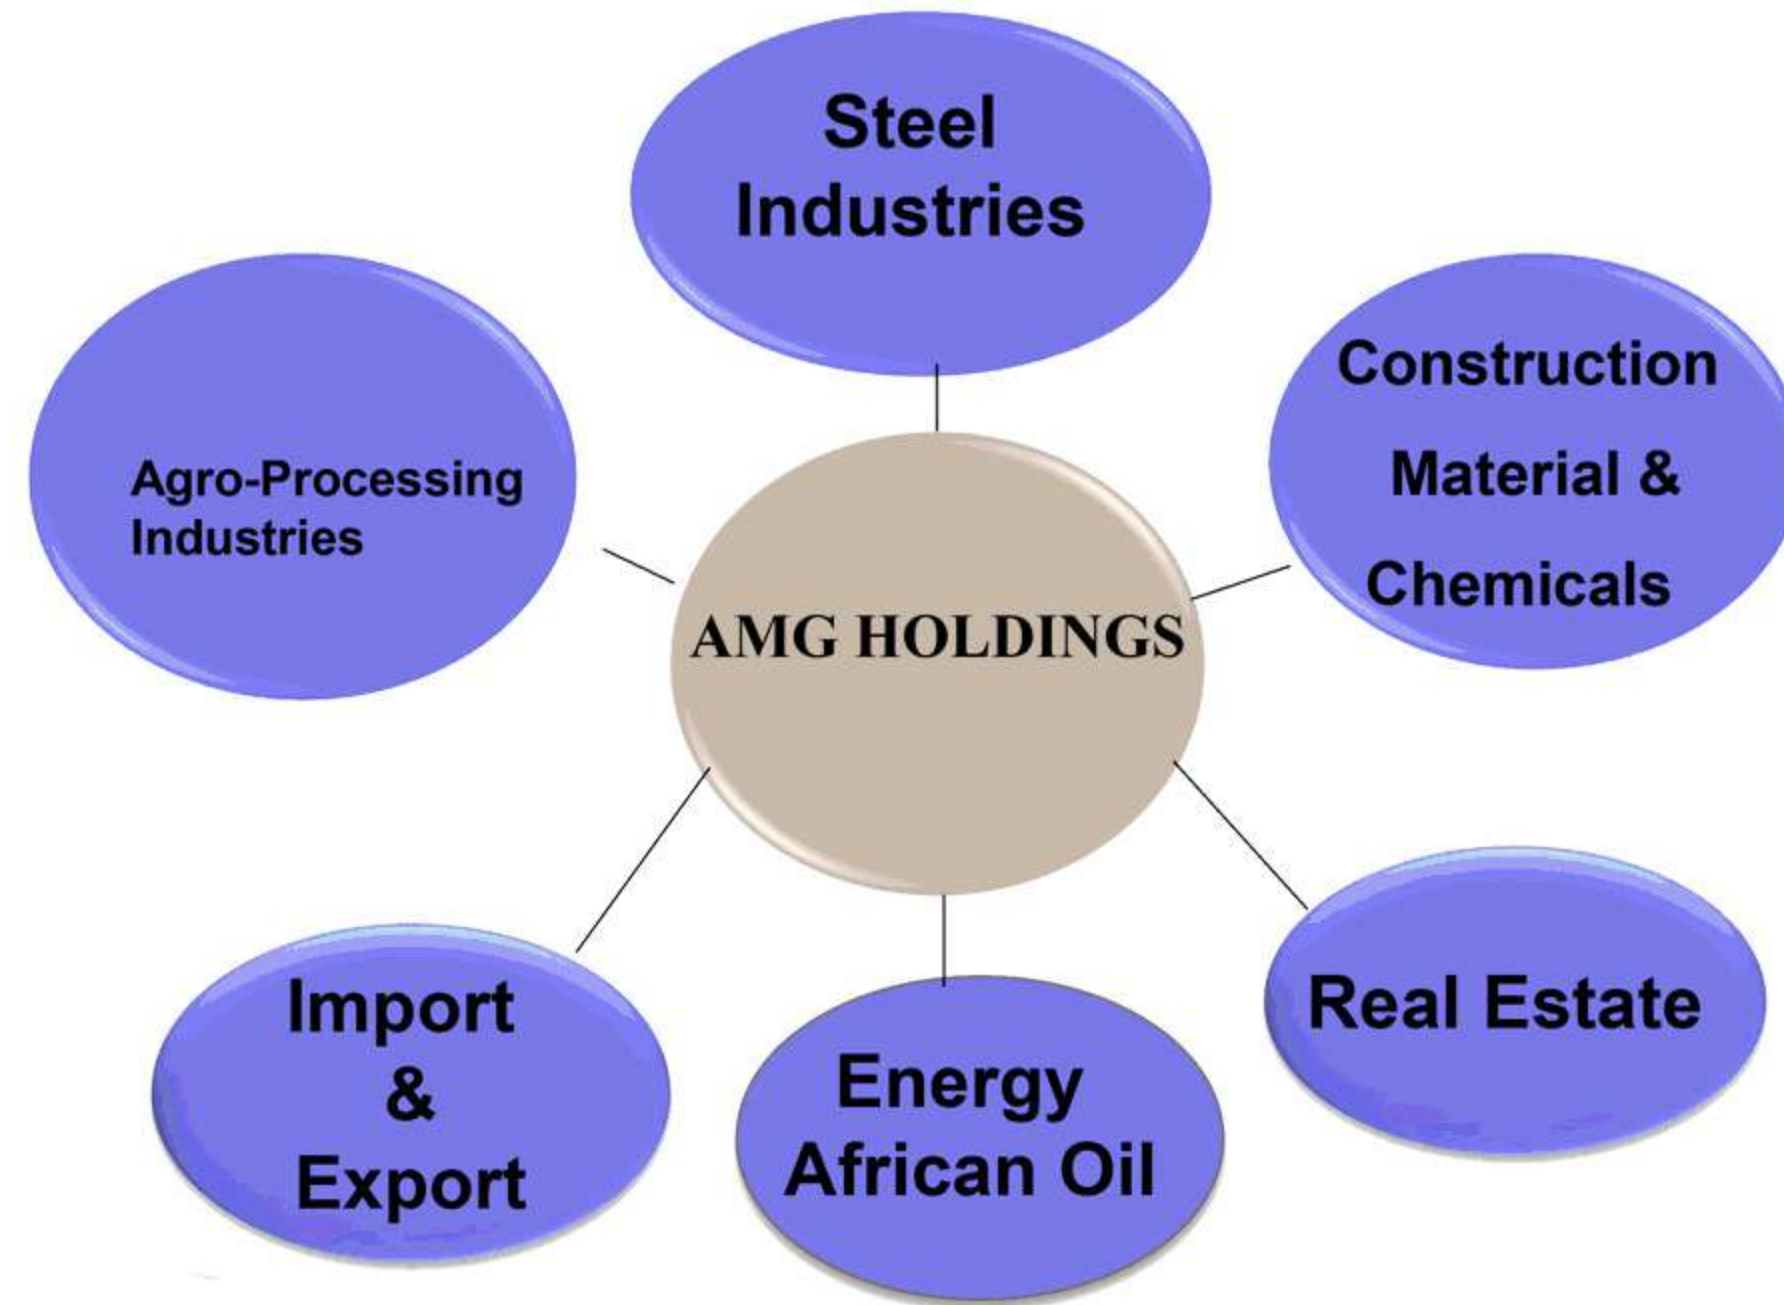 Steel
Industries
Construction
Material &
Chemicals
Agro-Processing
Industries
AMG HOLDINGS
Real Estate
Import
&
Export
Energy
African Oil